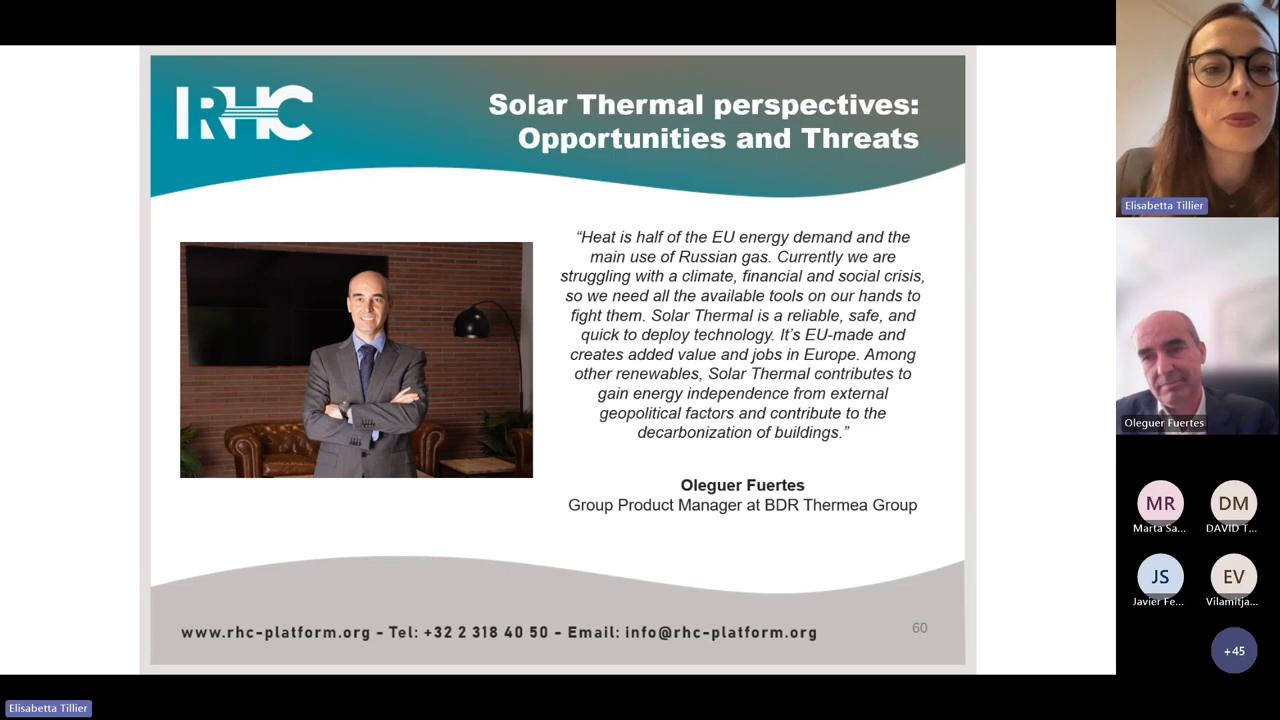 RHC
Solar Thermal perspectives:
Opportunities and Threats
“Heat is half of the EU energy demand and the
main use of Russian gas. Currently we are
struggling with a climate, financial and social crisis,
so we need all the available tools on our hands to
fight them. Solar Thermal is a reliable, safe, and
quick to deploy technology. It’s EU-made and
creates added value and jobs in Europe. Among
other renewables, Solar Thermal contributes to
gain energy independence from external
geopolitical factors and contribute to the
decarbonization of buildings.”
Oleguer Fuertes
Group Product Manager at BDR Thermea Group
www.rhc-platform.org - Tel: +32 2 318 40 50 - Email: info@rhc-platform.org
60
Elisabetta Tillier
Oleguer Fuertes
MR
Marta Sa...
DM
DAVID T...
JS
Javier Fe...
EV
Vilamitja...
+45
Elisabetta Tillier